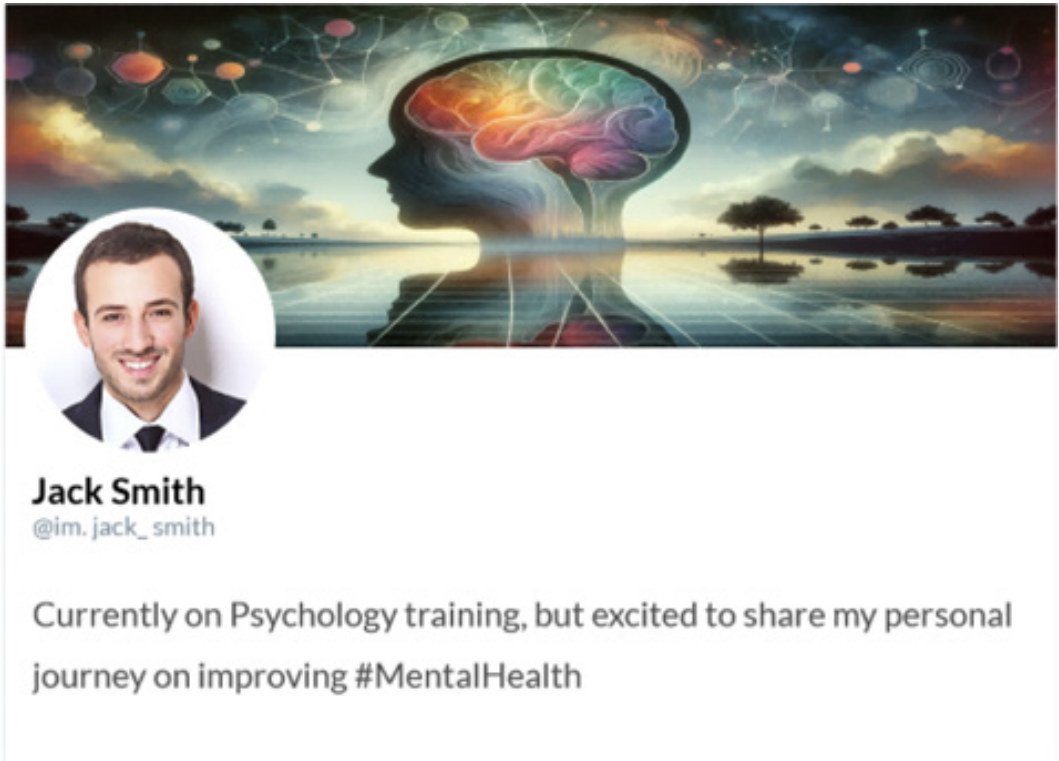 Jack Smith
@im. jack_ smith
Currently on Psychology training, but excited to share my personal
journey on improving #MentalHealth